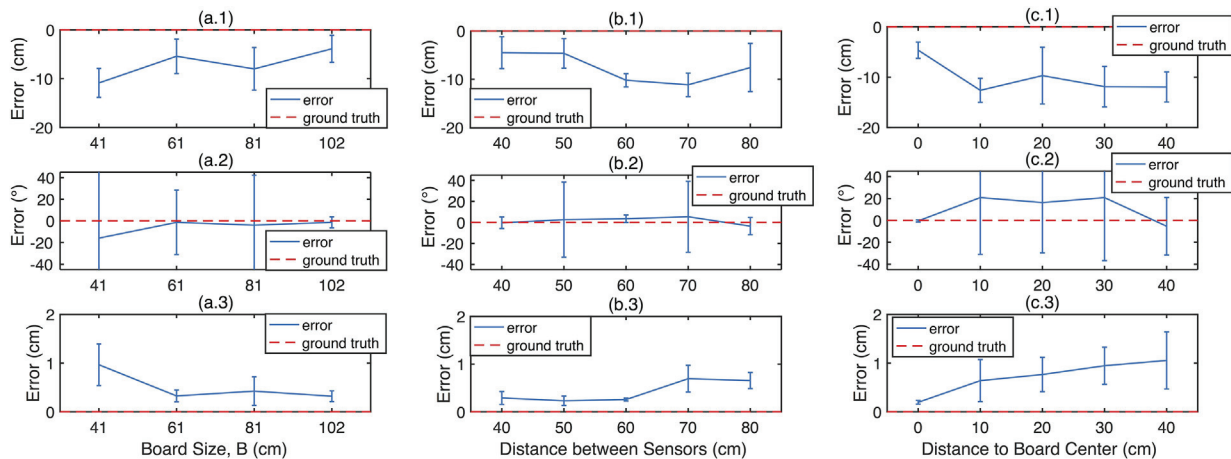 (a.1)
Error (cm)
0
-10
-20
error
ground truth
41 61 81 102
(b.1)
Error (cm)
0
-10
-20
error
ground truth
40 50 60 70 80
(c.1)
Error (cm)
0
-10
-20
error
ground truth
0 10 20 30 40
(a.2)
Error (°)
40
20
0
-20
-40
error
ground truth
41 61 81 102
(b.2)
Error (°)
40
20
0
-20
-40
error
ground truth
40 50 60 70 80
(c.2)
Error (°)
40
20
0
-20
-40
error
ground truth
0 10 20 30 40
(a.3)
Error (cm)
2
1
0
error
ground truth
41 61 81 102
Board Size, B (cm)
(b.3)
Error (cm)
2
1
0
error
ground truth
40 50 60 70 80
Distance between Sensors (cm)
(c.3)
Error (cm)
2
1
0
error
ground truth
0 10 20 30 40
Distance to Board Center (cm)